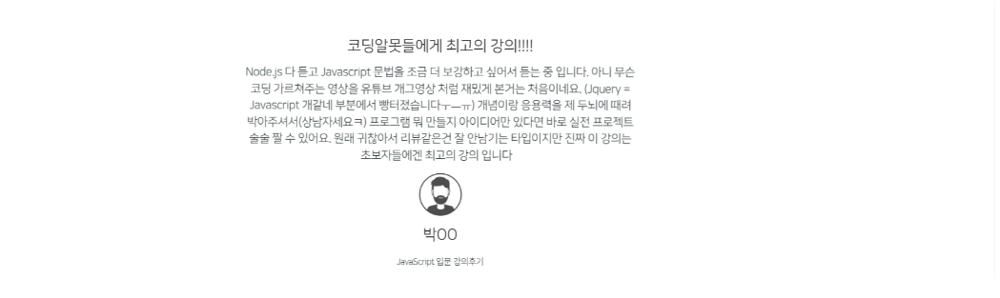 코딩알못들에게 최고의 강의!!!!
Node.js 다 듣고 Javascript 문법을 조금 더 보강하고 싶어서 듣는 중 입니다. 아니 무슨
코딩 가르쳐주는 영상을 유튜브 개그영상 처럼 재밌게 본거는 처음이네요. (Jquery =
Javascript 개같네 부분에서 빵터졌습니다ㅜㅡㅠ) 개념이랑 응용력을 제 두뇌에 때려
박아주셔서(상남자세요ㅋ) 프로그램 뭐 만들지 아이디어만 있다면 바로 실전 프로젝트
술술 짤 수 있어요. 원래 귀찮아서 리뷰같은건 잘 안남기는 타입이지만 진짜 이 강의는
초보자들에겐 최고의 강의 입니다
박OO
JavaScript 입문 강의후기